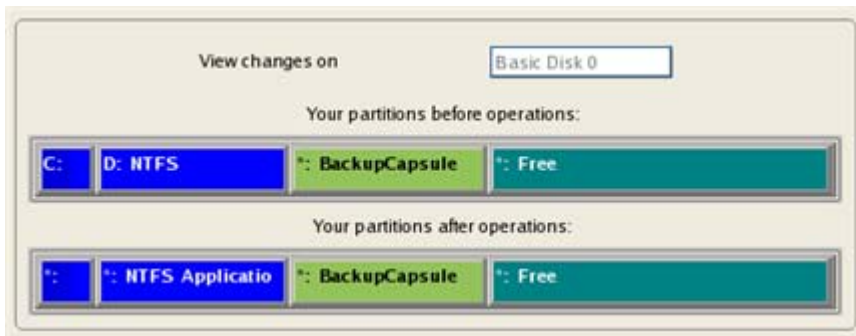 View changes on Basic Disk 0
Your partitions before operations:
C: D: NTFS *: BackupCapsule *: Free
Your partitions after operations:
*: *: NTFS Applicatio *: BackupCapsule *: Free